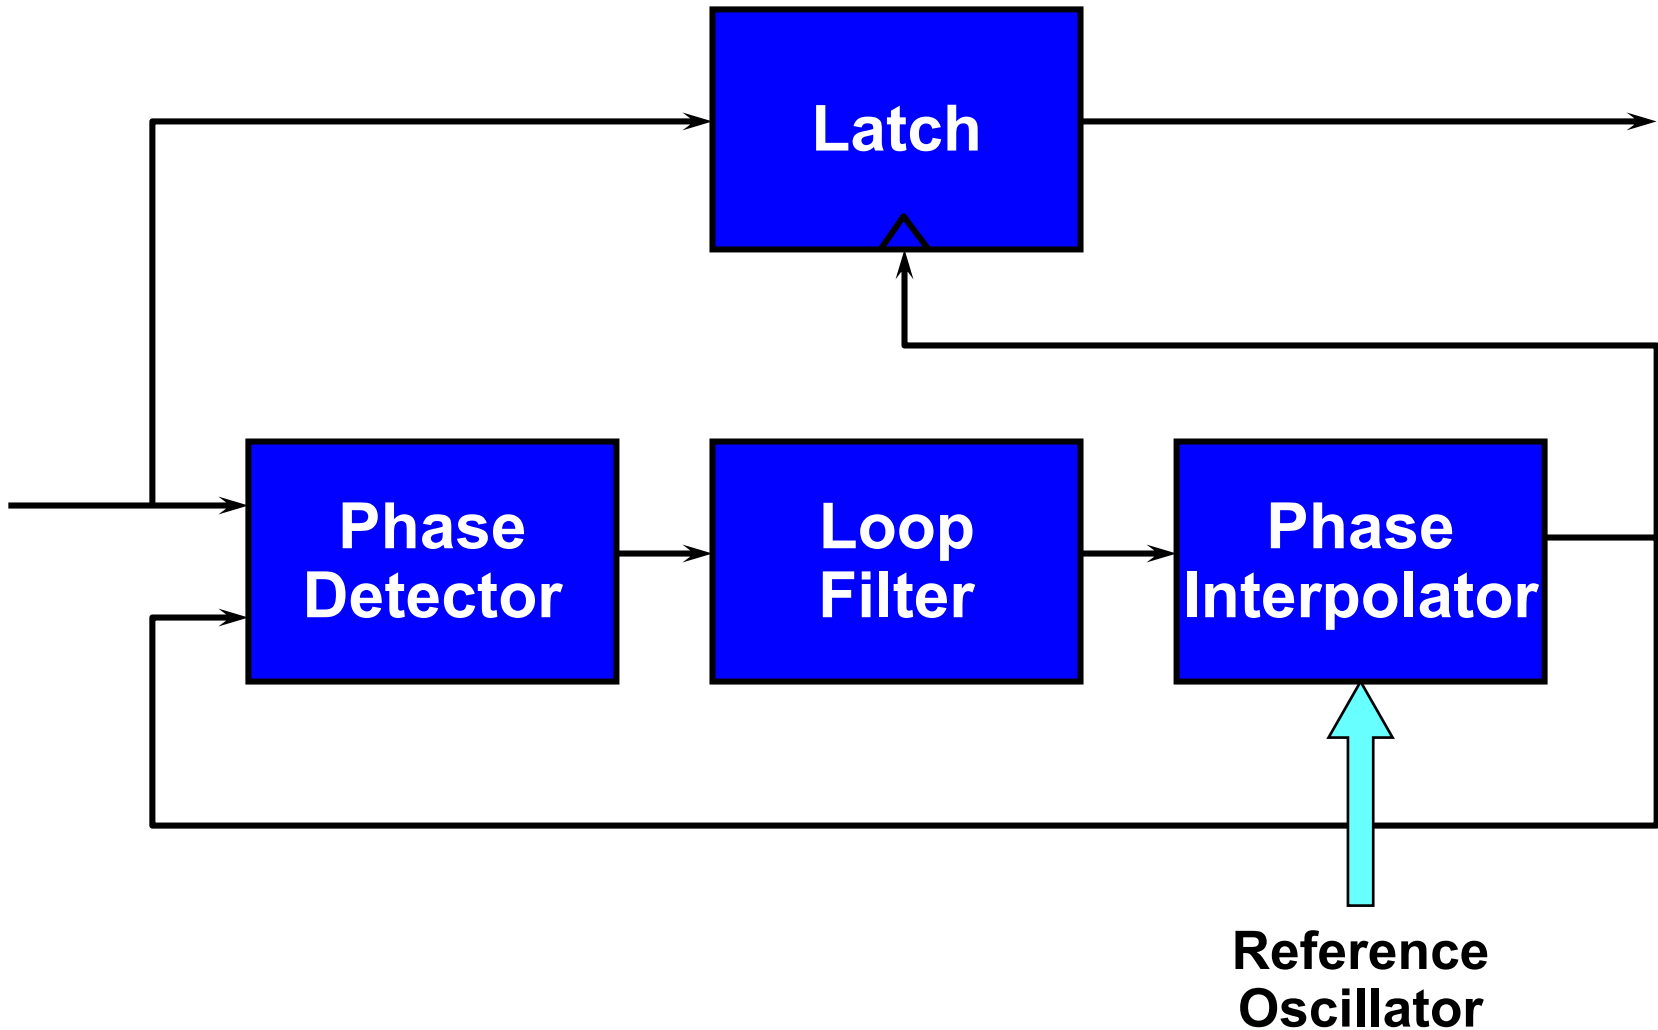 Latch
Phase
Detector
Loop
Filter
Phase
Interpolator
Reference
Oscillator